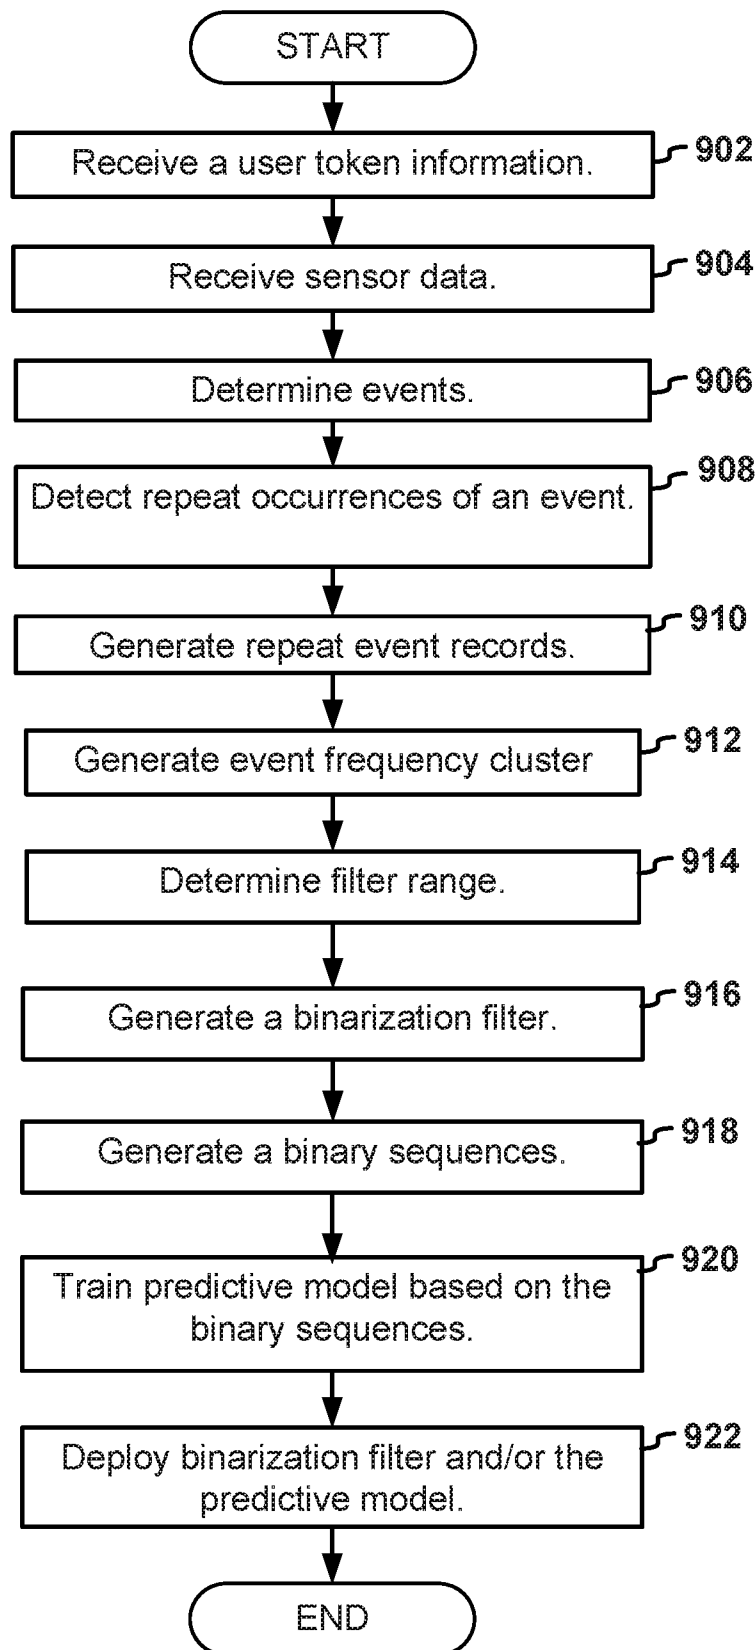 START
Receive a user token information.
902
Receive sensor data.
904
Determine events.
906
Detect repeat occurrences of an event.
908
Generate repeat event records.
910
Generate event frequency cluster
912
Determine filter range.
914
Generate a binarization filter.
916
Generate a binary sequences.
918
Train predictive model based on the
binary sequences.
920
Deploy binarization filter and/or the
predictive model.
922
END